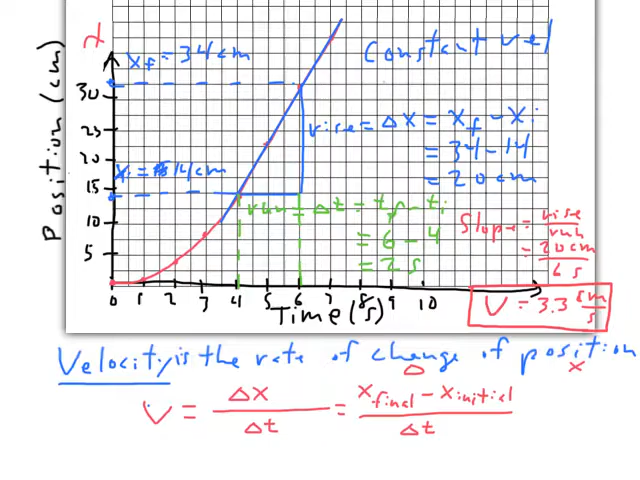 x
xf = 34 cm
Constant vel
Position (cm)
30
25
20
15
10
5
rise = Δx = xf - xi
= 34 - 14
= 20 cm
xi = 14 cm
run = Δt = tf - ti
= 6 - 4
= 2 s
Slope = rise
run
= 20 cm
6 s
V = 3.3 cm
s
0 1 2 3 4 5 6 7 8 9 10
Time (s)
Velocity is the rate of change of position
Δ x
V = Δx = xfinal - xinitial
Δt Δt